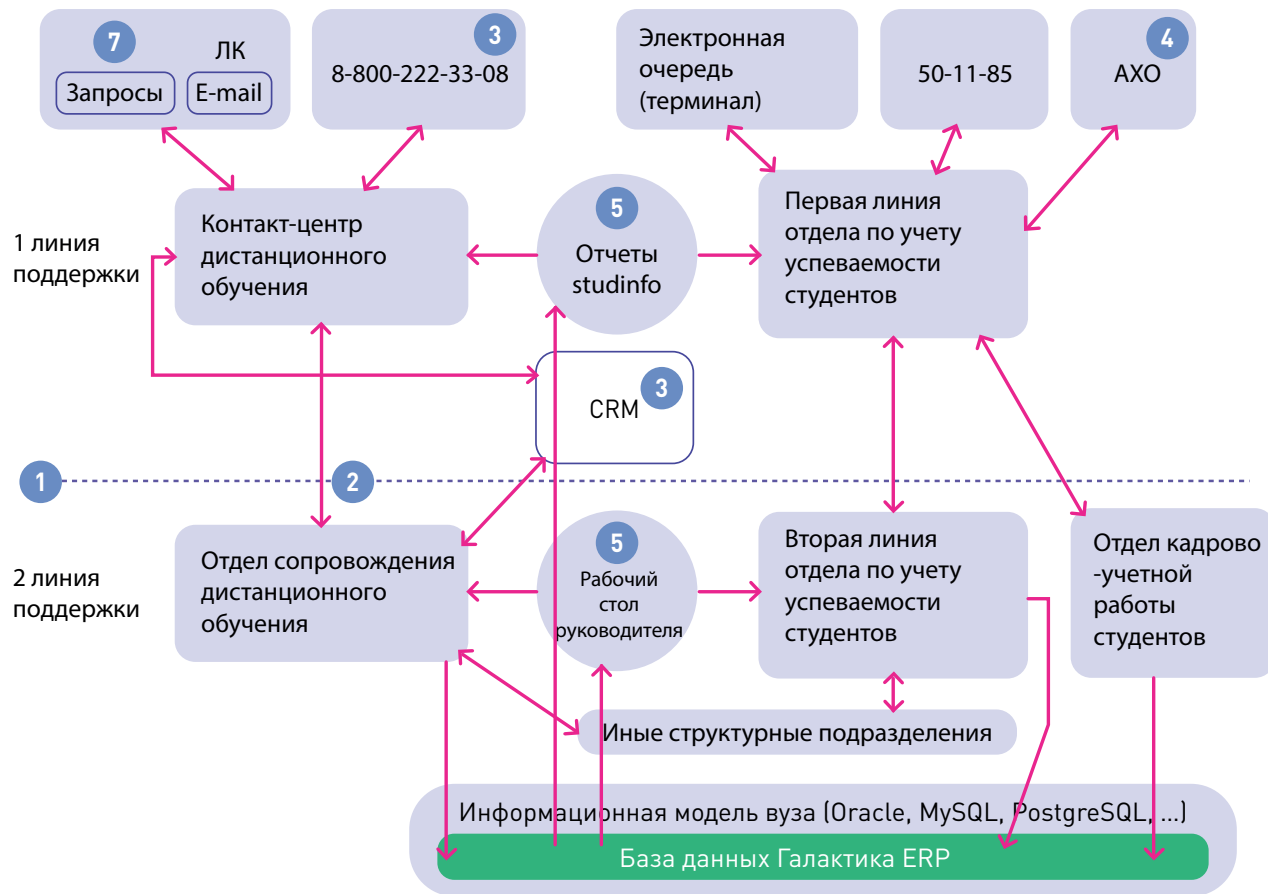 7
ЛК
Запросы
E-mail
3
8-800-222-33-08
Электронная
очередь
(терминал)
50-11-85
4
АХО
1 линия
поддержки
Контакт-центр
дистанционного
обучения
5
Отчеты
studinfo
Первая линия
отдела по учету
успеваемости
студентов
3
CRM
1
2
2 линия
поддержки
Отдел сопровождения
дистанционного
обучения
5
Рабочий
стол
руководителя
Вторая линия
отдела по учету
успеваемости
студентов
Отдел кадрово
-учетной
работы
студентов
Иные структурные подразделения
Информационная модель вуза (Oracle, MySQL, PostgreSQL, ...)
База данных Галактика ERP